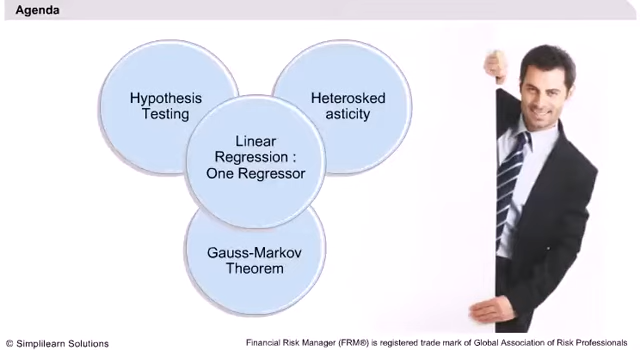 Agenda
Hypothesis
Testing
Heterosked
asticity
Linear
Regression :
One Regressor
Gauss-Markov
Theorem
© Simplilearn Solutions
Financial Risk Manager (FRM®) is registered trade mark of Global Association of Risk Professionals